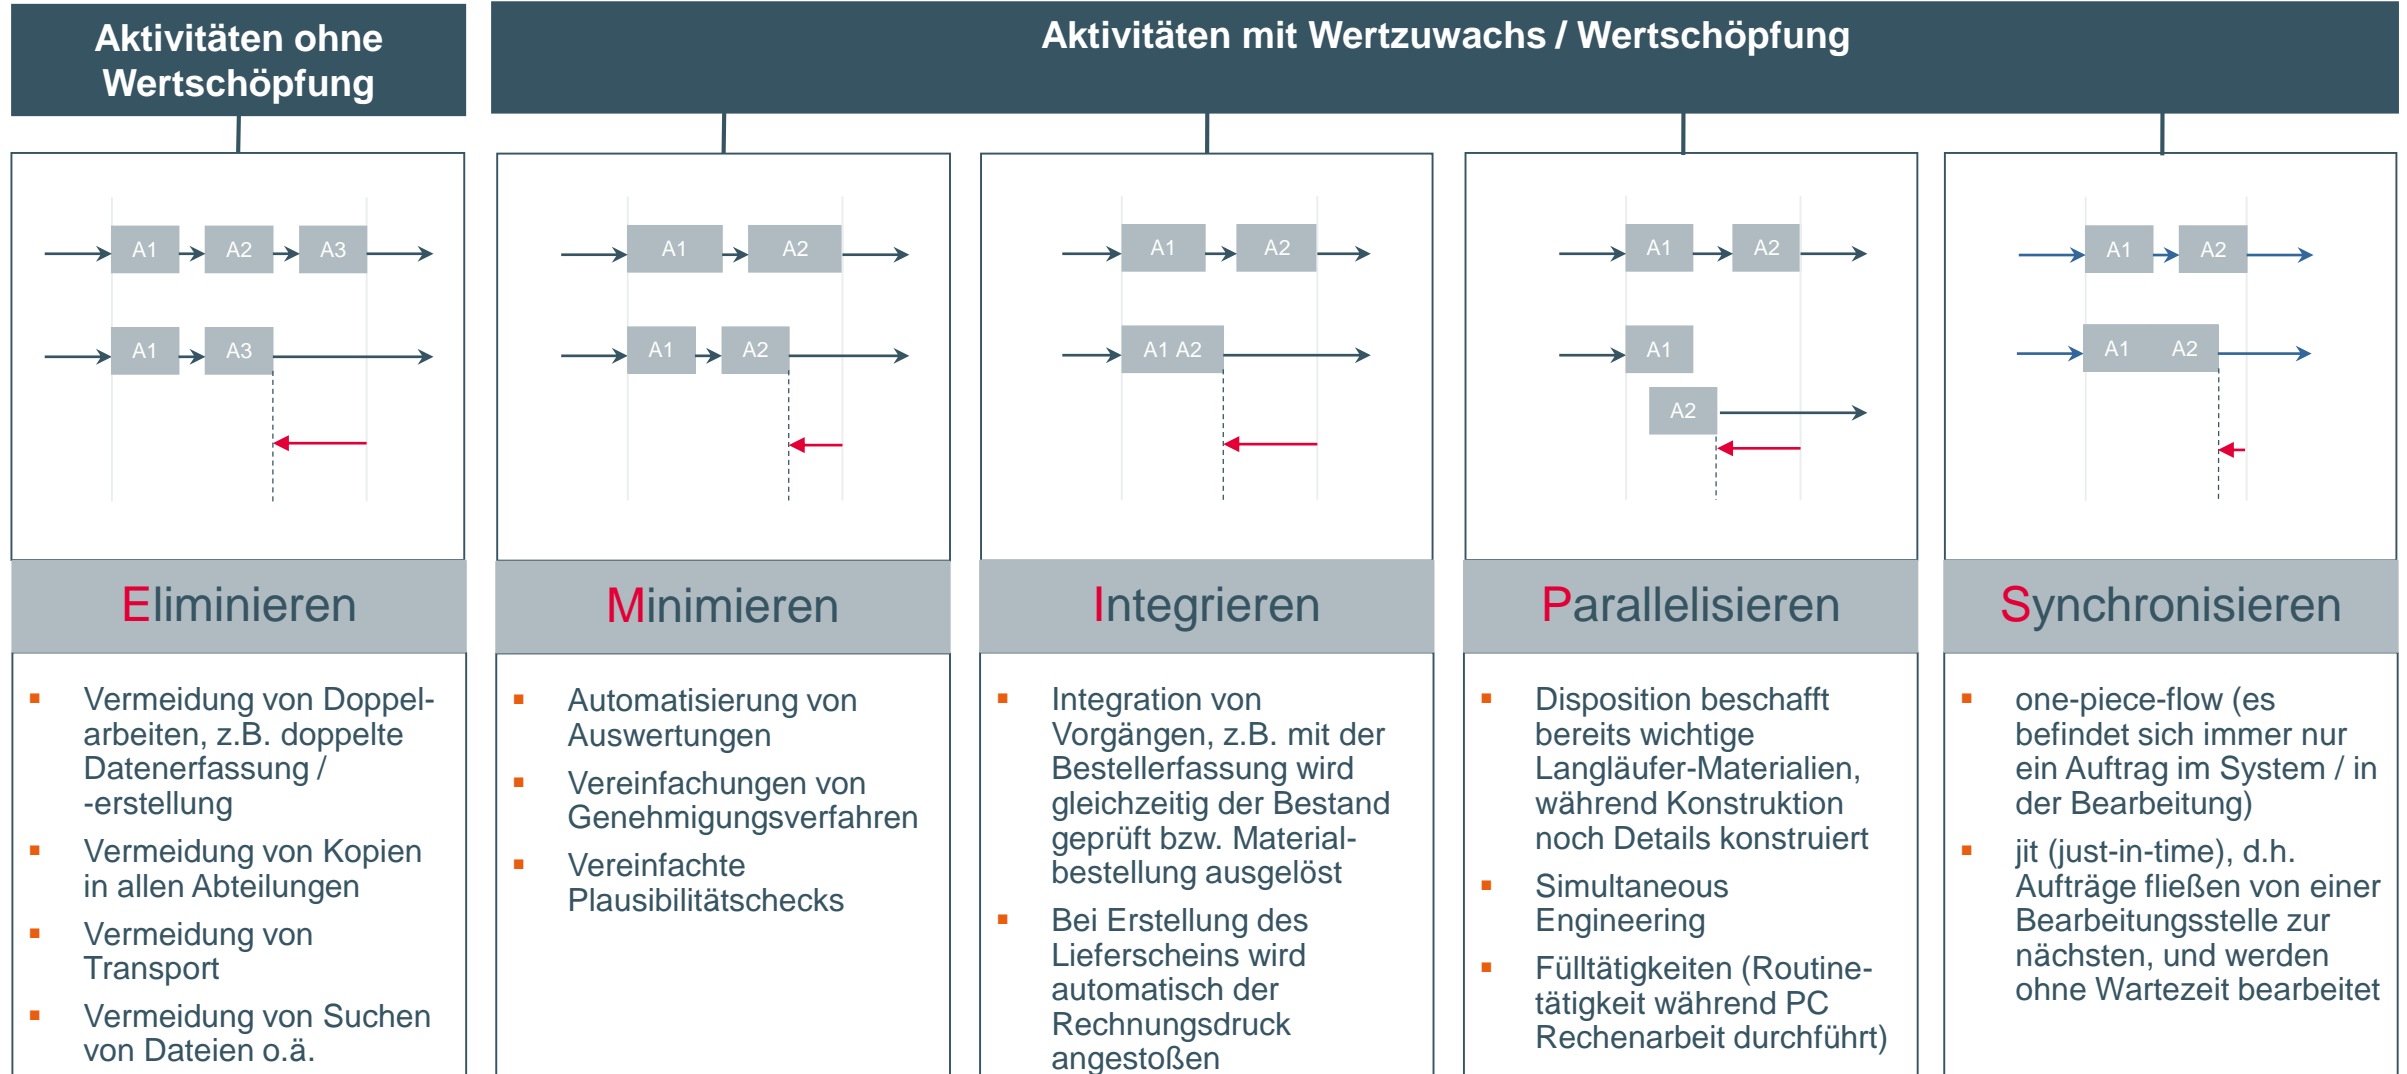 Aktivitäten ohne
Wertschöpfung
Aktivitäten mit Wertzuwachs / Wertschöpfung
A1 A2 A3
A1 A3
A1 A2
A1 A2
A1 A2
A1 A2
A1 A2
A1
A2
A1 A2
A1 A2
Eliminieren
Minimieren
Integrieren
Parallelisieren
Synchronisieren
▪ Vermeidung von Doppel-
arbeiten, z.B. doppelte
Datenerfassung /
-erstellung
▪ Vermeidung von Kopien
in allen Abteilungen
▪ Vermeidung von
Transport
▪ Vermeidung von Suchen
von Dateien o.ä.
▪ Automatisierung von
Auswertungen
▪ Vereinfachungen von
Genehmigungsverfahren
▪ Vereinfachte
Plausibilitätschecks
▪ Integration von
Vorgängen, z.B. mit der
Bestellerfassung wird
gleichzeitig der Bestand
geprüft bzw. Material-
bestellung ausgelöst
▪ Bei Erstellung des
Lieferscheins wird
automatisch der
Rechnungsdruck
angestoßen
▪ Disposition beschafft
bereits wichtige
Langläufer-Materialien,
während Konstruktion
noch Details konstruiert
▪ Simultaneous
Engineering
▪ Fülltätigkeiten (Routine-
tätigkeit während PC
Rechenarbeit durchführt)
▪ one-piece-flow (es
befindet sich immer nur
ein Auftrag im System / in
der Bearbeitung)
▪ jit (just-in-time), d.h.
Aufträge fließen von einer
Bearbeitungsstelle zur
nächsten, und werden
ohne Wartezeit bearbeitet